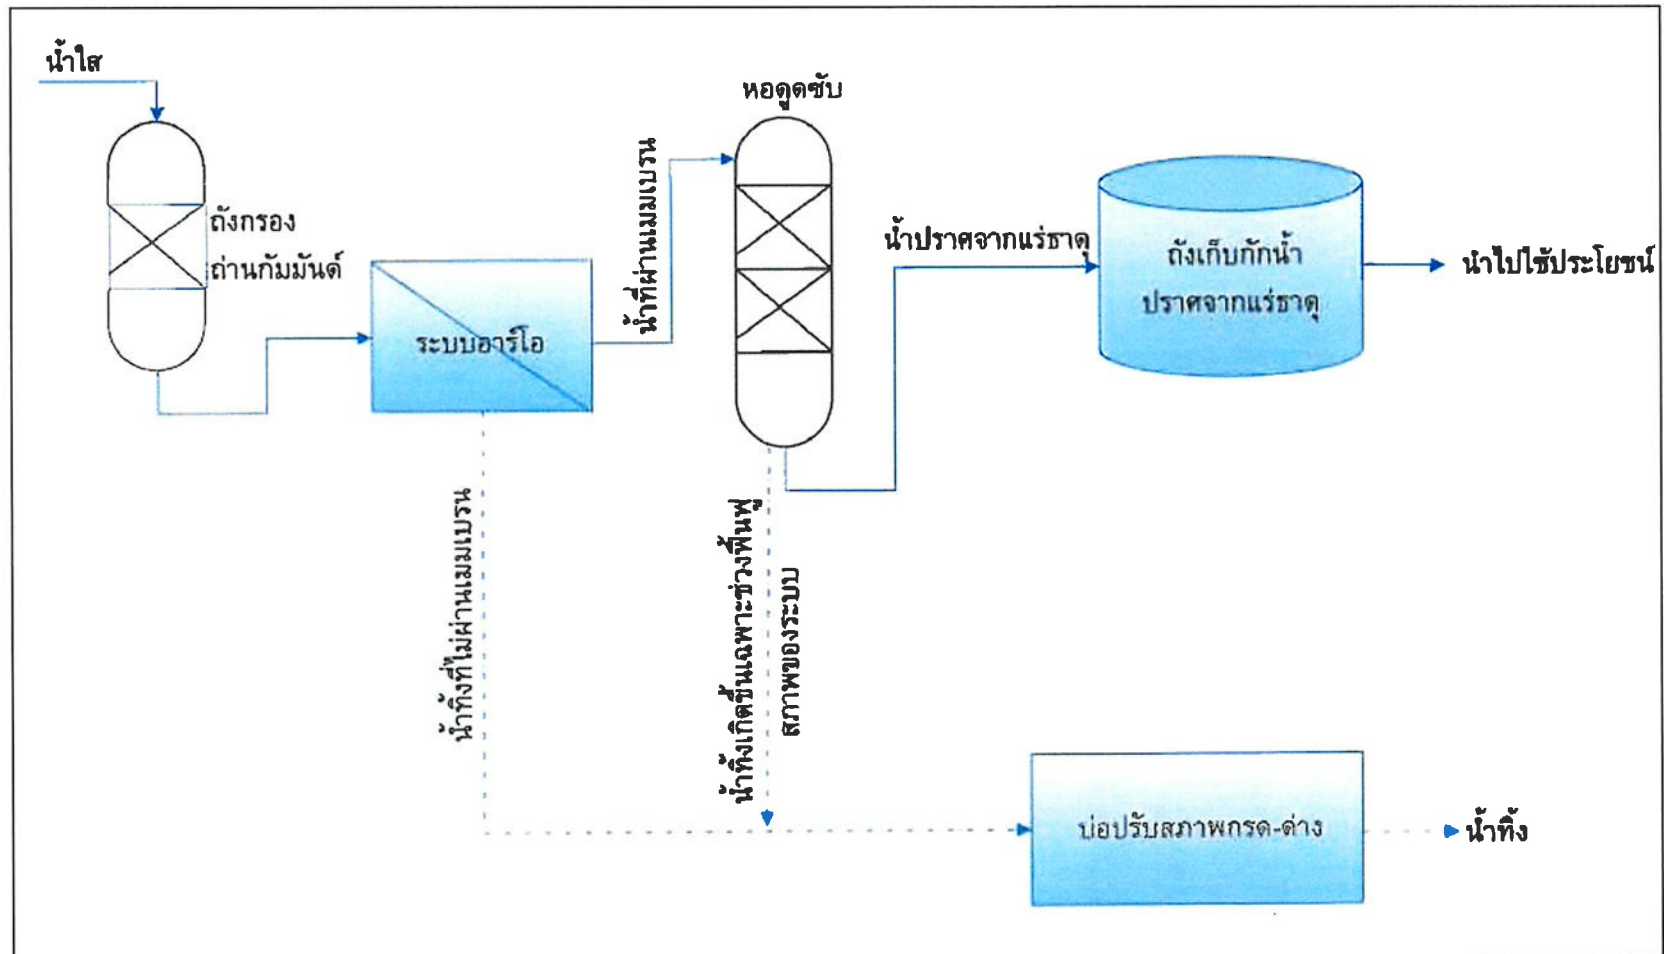 น้ำใส
หอดูดซับ
ถังกรอง
ถ่านกัมมันต์
ระบบอาร์โอ
น้ำที่ผ่านเมมเบรน
น้ำปราศจากแร่ธาตุ
ถังเก็บกักน้ำ
ปราศจากแร่ธาตุ
นำไปใช้ประโยชน์
น้ำทิ้งที่ไม่ผ่านเมมเบรน
น้ำทิ้งเกิดขึ้นเฉพาะช่วงฟื้นฟู
สภาพของระบบ
บ่อปรับสภาพกรด-ด่าง
น้ำทิ้ง